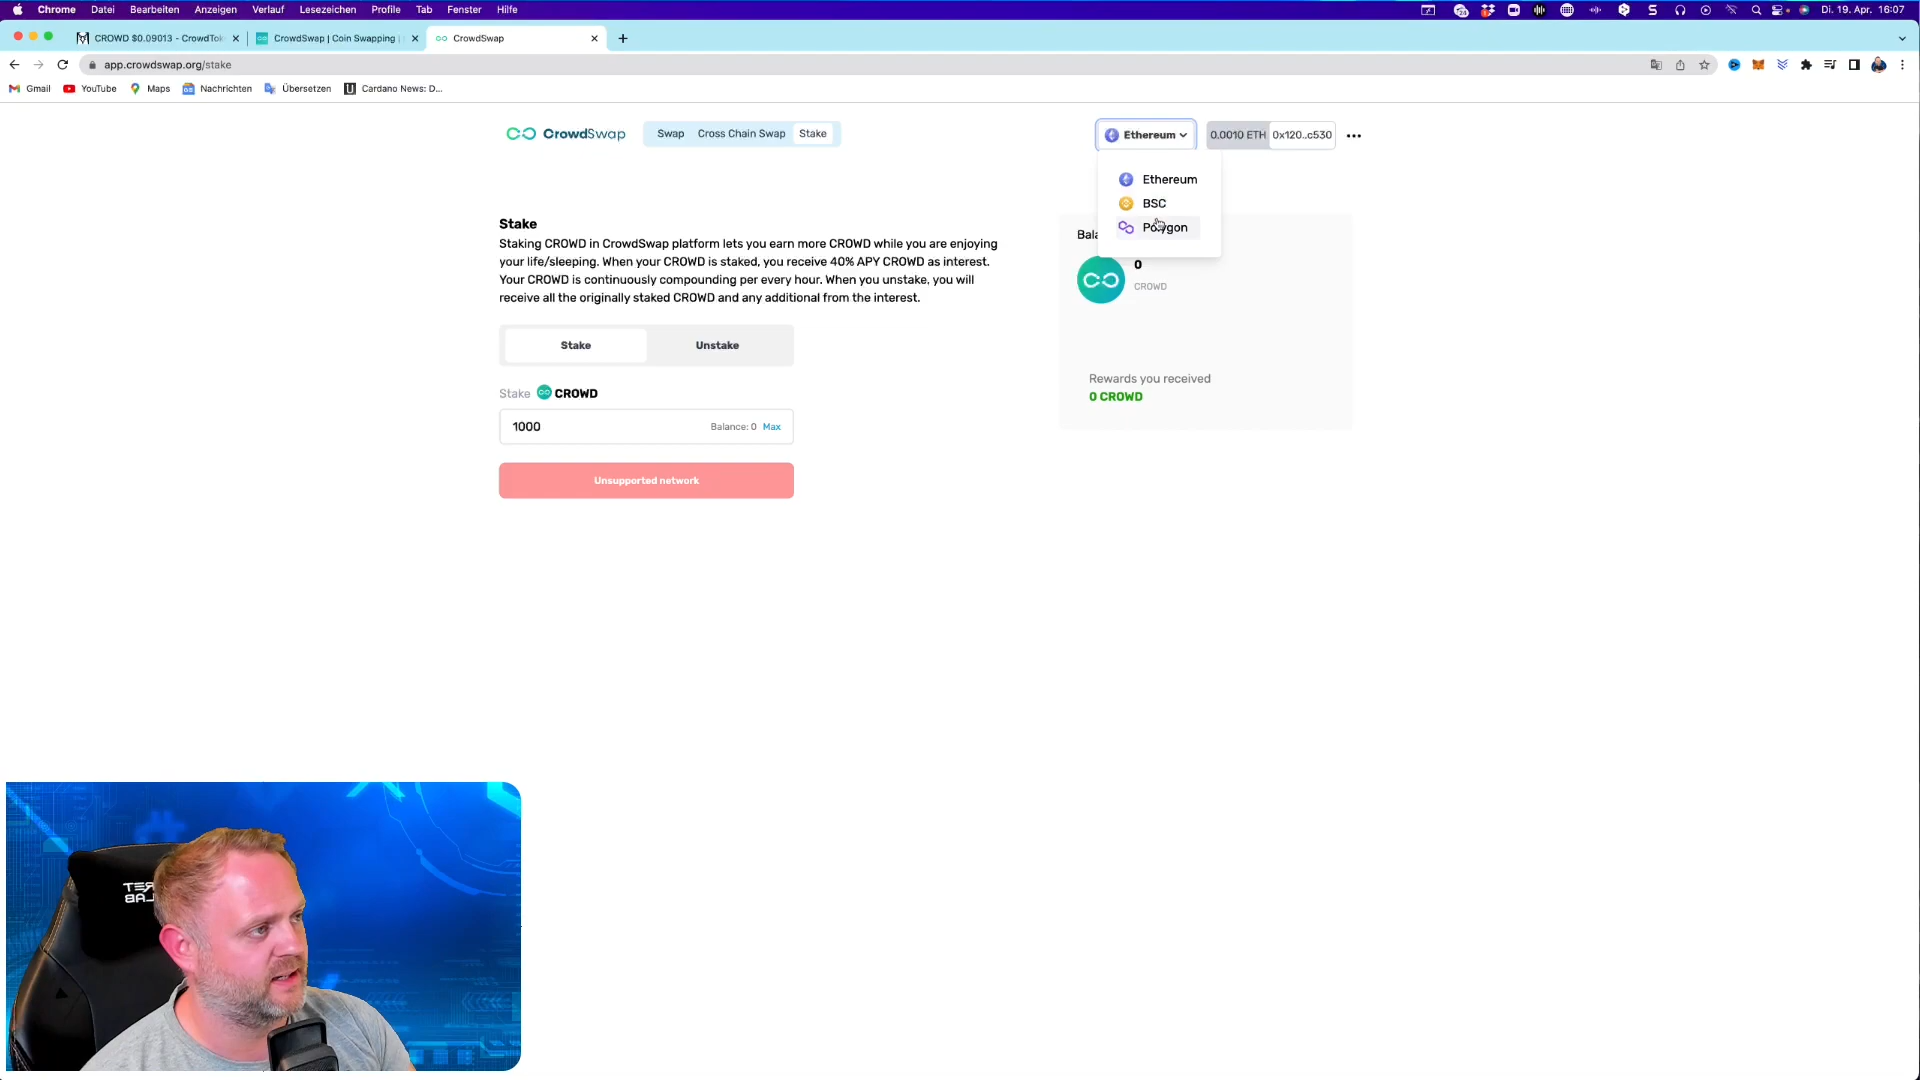 Chrome Datei Bearbeiten Anzeigen Verlauf Lesezeichen Profile Tab Fenster Hilfe Di. 19. Apr. 16:07
CROWD $0.09013 - CrowdTok CrowdSwap | Coin Swapping | CrowdSwap
app.crowdswap.org/stake
Gmail YouTube Maps Nachrichten Übersetzen Cardano News: D...
CrowdSwap Swap Cross Chain Swap Stake Ethereum 0.0010 ETH 0x120..c530
Ethereum
BSC
Polygon
Stake
Staking CROWD in CrowdSwap platform lets you earn more CROWD while you are enjoying
your life/sleeping. When your CROWD is staked, you receive 40% APY CROWD as interest.
Your CROWD is continuously compounding per every hour. When you unstake, you will
receive all the originally staked CROWD and any additional from the interest.
Bala
0
CROWD
Rewards you received
0 CROWD
Stake Unstake
Stake CROWD
1000 Balance: 0 Max
Unsupported network